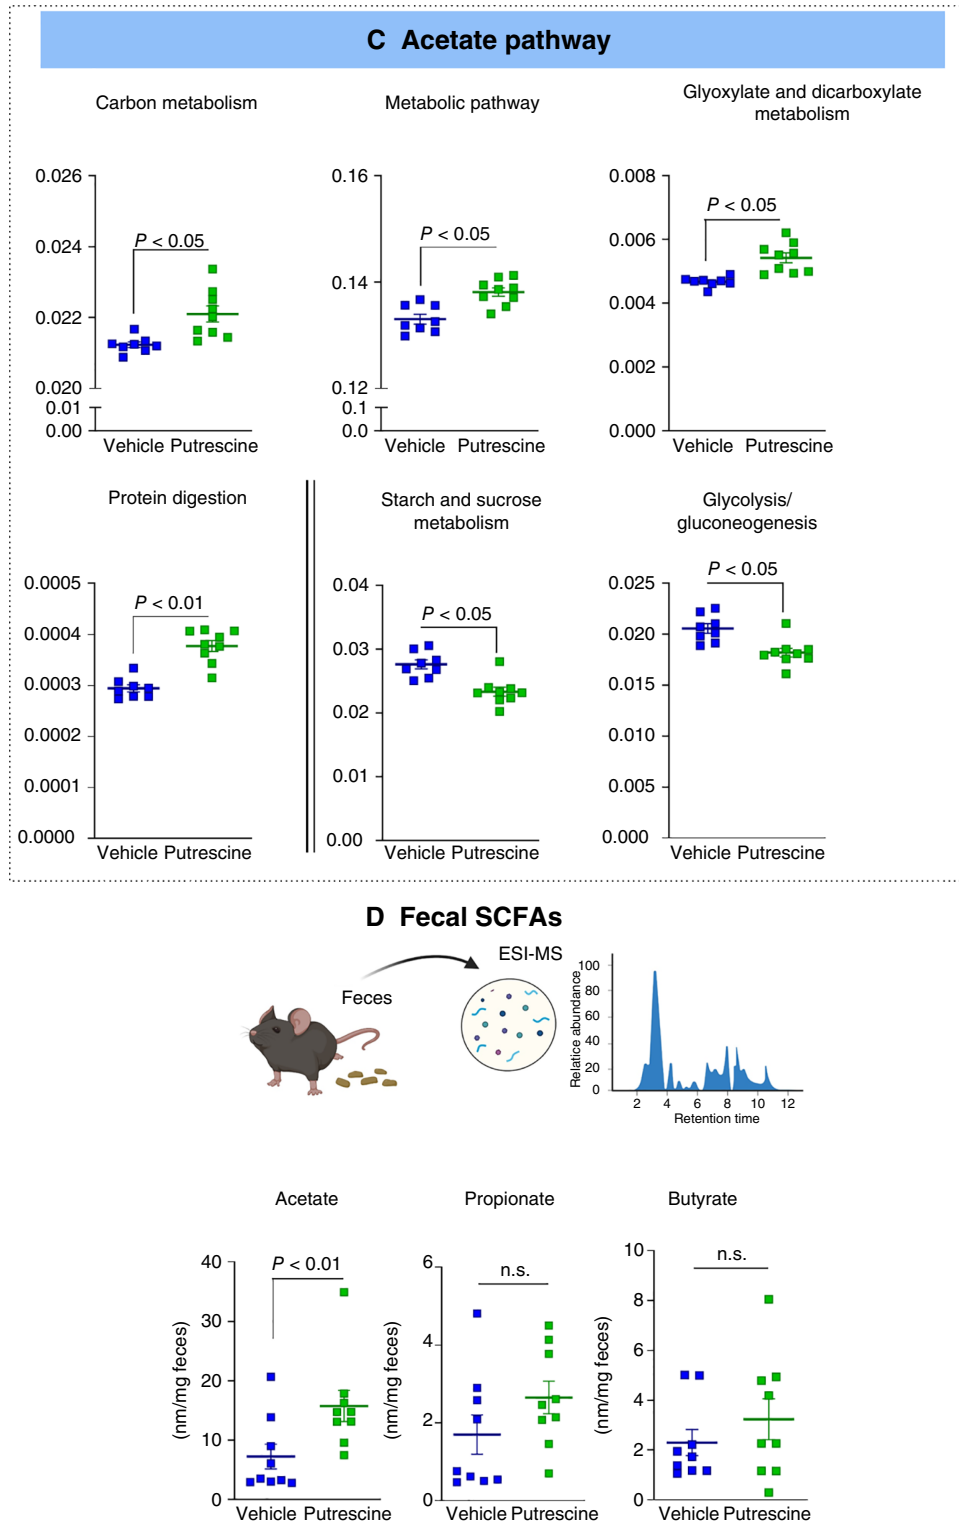 C Acetate pathway
Carbon metabolism
0.026
0.024
0.022
0.020
0.01
0.00
P < 0.05
Vehicle Putrescine
Metabolic pathway
0.16
0.14
0.12
0.1
0.0
P < 0.05
Vehicle Putrescine
Glyoxylate and dicarboxylate
metabolism
0.008
0.006
0.004
0.002
0.000
P < 0.05
Vehicle Putrescine
Protein digestion
0.0005
0.0004
0.0003
0.0002
0.0001
0.0000
P < 0.01
Vehicle Putrescine
Starch and sucrose
metabolism
0.04
0.03
0.02
0.01
0.00
P < 0.05
Vehicle Putrescine
Glycolysis/
gluconeogenesis
0.025
0.020
0.015
0.010
0.005
0.000
P < 0.05
Vehicle Putrescine
D Fecal SCFAs
Feces
ESI-MS
Relatice abundance
100
80
60
40
20
0
2 4 6 8 10 12
Retention time
Acetate
(nm/mg feces)
40
30
20
10
0
P < 0.01
Vehicle Putrescine
Propionate
(nm/mg feces)
6
4
2
0
n.s.
Vehicle Putrescine
Butyrate
(nm/mg feces)
10
8
6
4
2
0
n.s.
Vehicle Putrescine